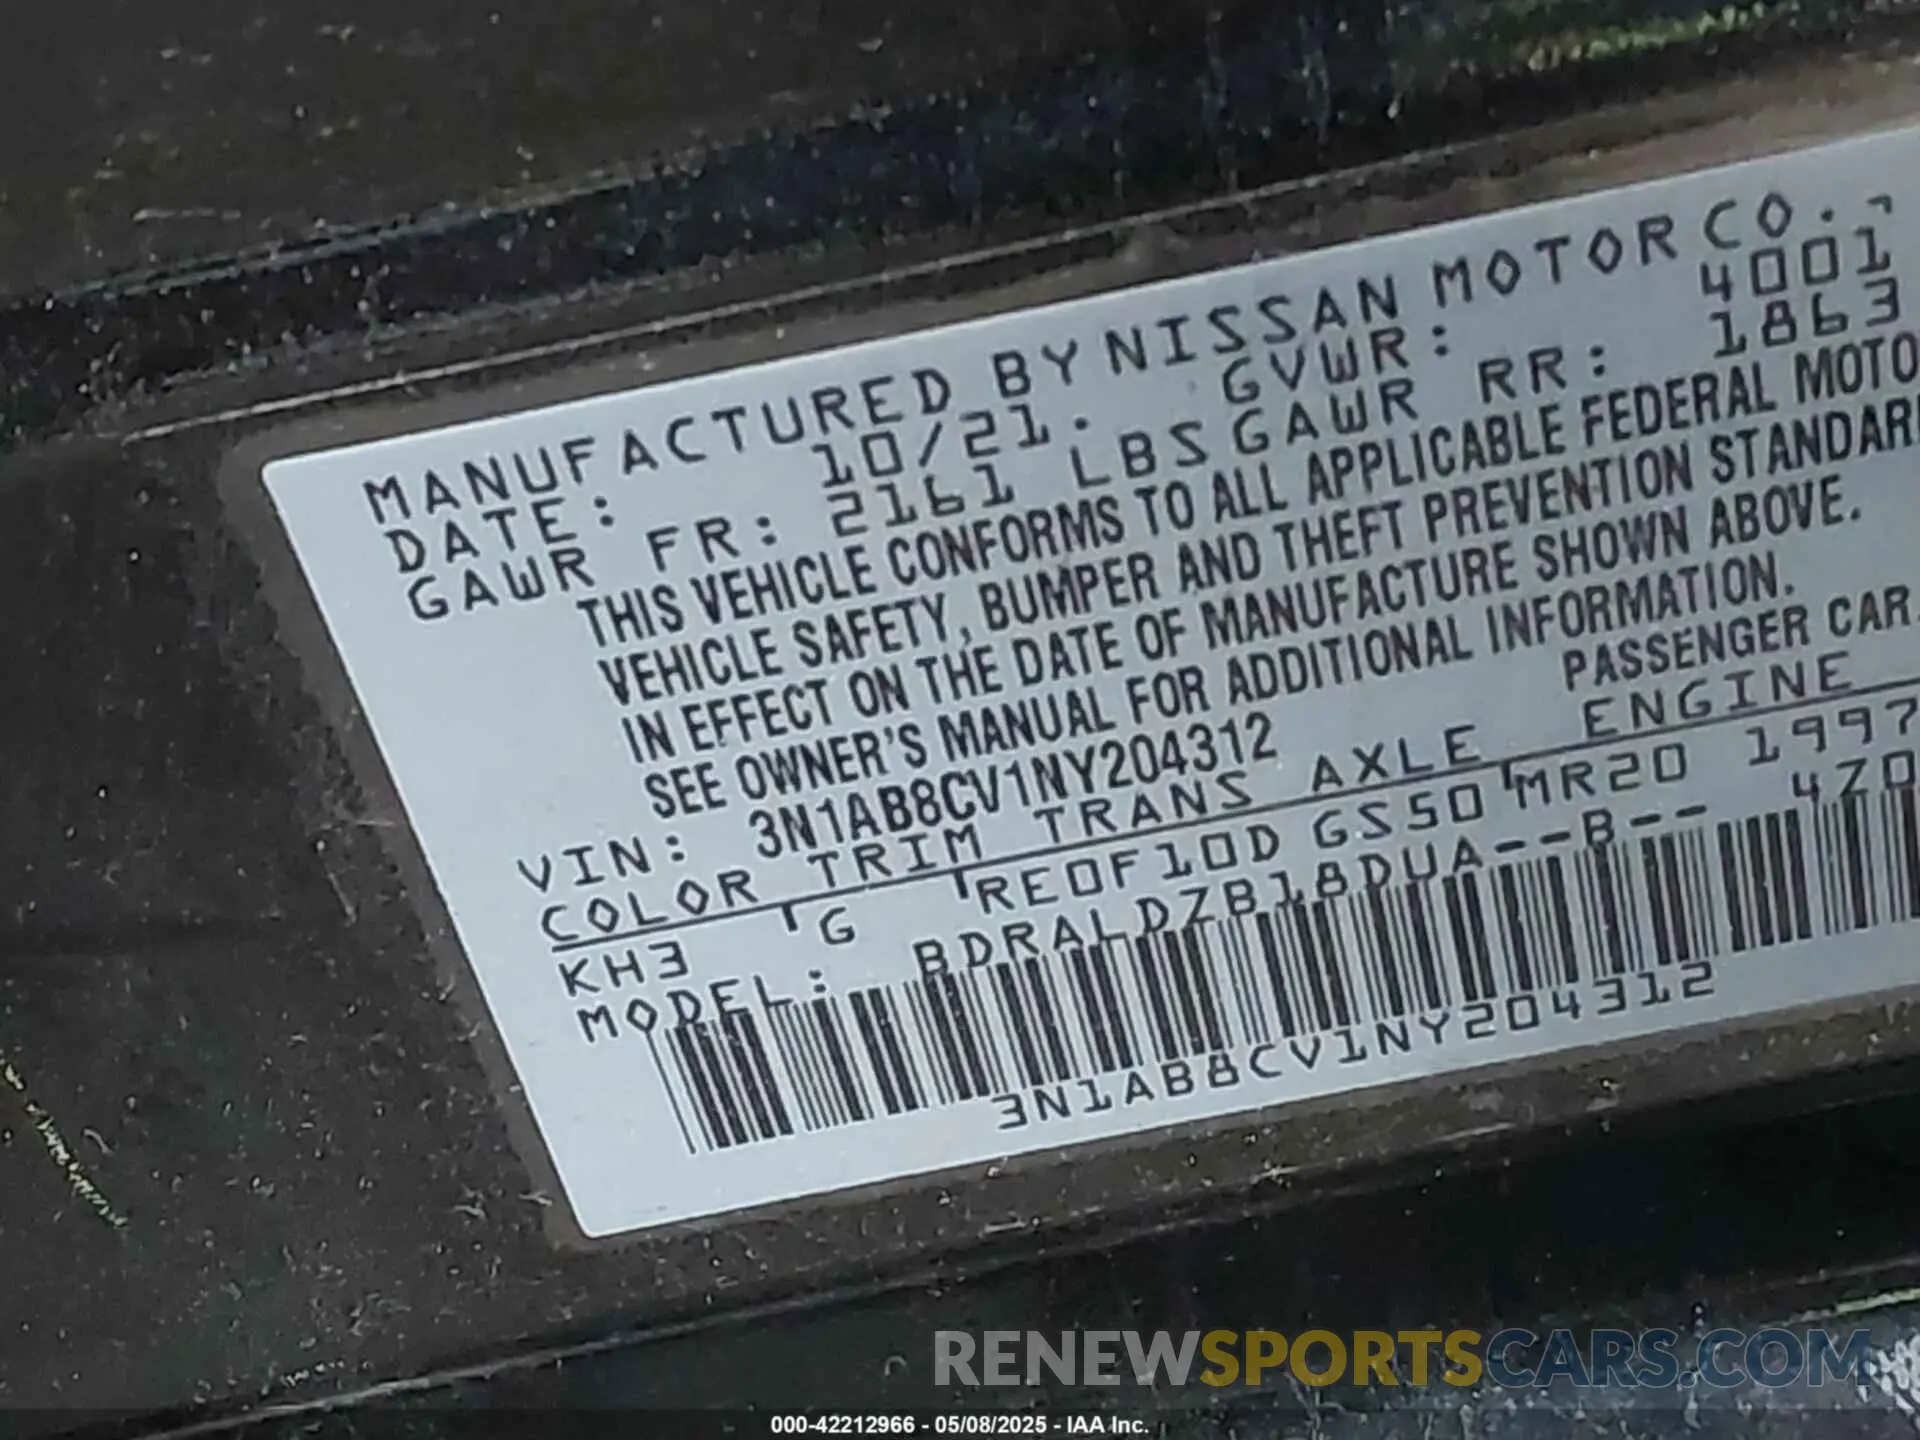 MANUFACTURED BY NISSAN MOTOR CO.,
DATE: 10/21. GVWR: 4001
GAWR FR: 2161 LBS GAWR RR: 1863
THIS VEHICLE CONFORMS TO ALL APPLICABLE FEDERAL MOTO
VEHICLE SAFETY, BUMPER AND THEFT PREVENTION STANDAR
IN EFFECT ON THE DATE OF MANUFACTURE SHOWN ABOVE.
SEE OWNER'S MANUAL FOR ADDITIONAL INFORMATION.
VIN: 3N1AB8CV1NY204312 PASSENGER CAR.
COLOR TRIM TRANS AXLE ENGINE
KH3 G RE0F10D GS50 MR20 1997
MODEL: BDRALDZB18DUA--B-- 4Z0
3N1AB8CV1NY204312
RENEWSPORTSCARS.COM
000-42212966 - 05/08/2025 - IAA Inc.